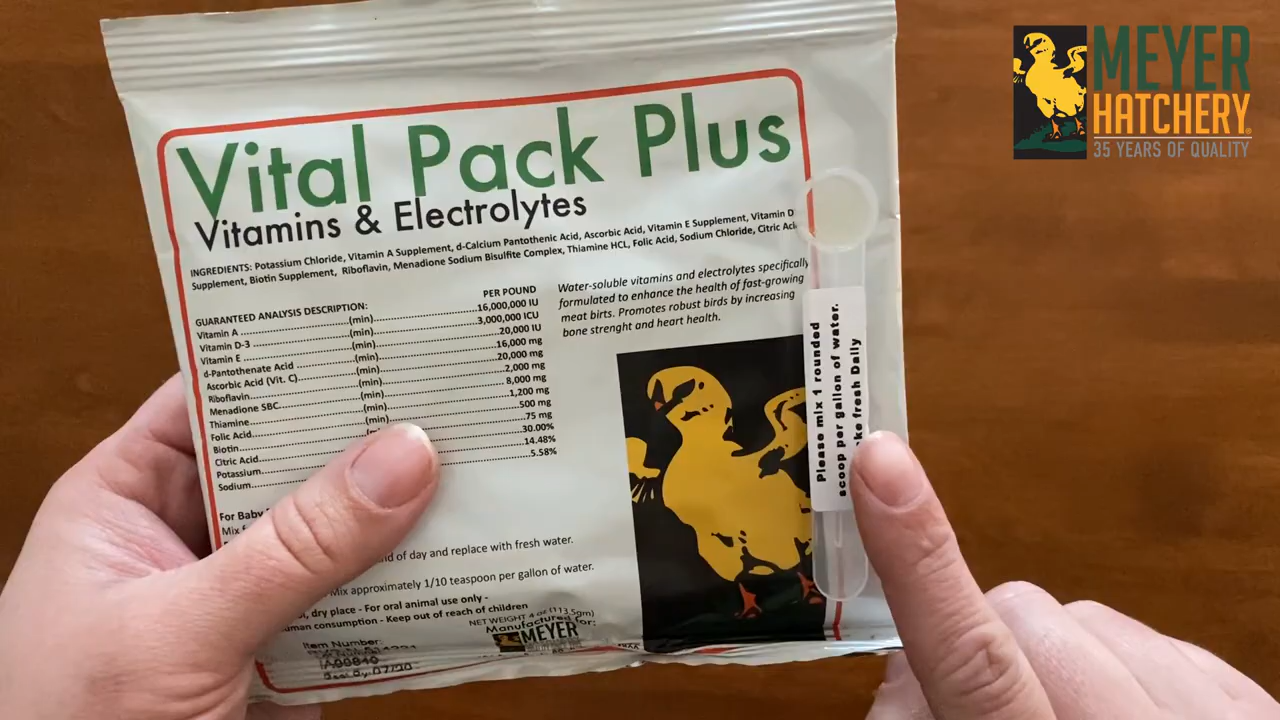 MEYER
HATCHERY
35 YEARS OF QUALITY
Vital Pack Plus
Vitamins & Electrolytes
INGREDIENTS: Potassium Chloride, Vitamin A Supplement, d-Calcium Pantothenic Acid, Ascorbic Acid, Vitamin E Supplement, Vitamin D
Supplement, Biotin Supplement, Riboflavin, Menadione Sodium Bisulfite Complex, Thiamine HCL, Folic Acid, Sodium Chloride, Citric
GUARANTEED ANALYSIS DESCRIPTION: PER POUND
Vitamin A (min) 16,000,000 IU
Vitamin D-3 (min) 3,000,000 ICU
Vitamin E (min) 20,000 IU
d-Pantothenate Acid (min) 16,000 mg
Ascorbic Acid (Vit. C) (min) 20,000 mg
Riboflavin (min) 2,000 mg
Menadione SBC (min) 8,000 mg
Thiamine (min) 1,200 mg
Folic Acid (min) 500 mg
Biotin 75 mg
Citric Acid 30.00%
Potassium 14.48%
Sodium 5.58%
Water-soluble vitamins and electrolytes specifically
formulated to enhance the health of fast-growing
meat birts. Promotes robust birds by increasing
bone strenght and heart health.
Please mix 1 rounded
scoop per gallon of water.
fresh Daily
For Baby
Mix
of day and replace with fresh water.
Mix approximately 1/10 teaspoon per gallon of water.
dry place - For oral animal use only -
consumption - Keep out of reach of children
NET WEIGHT 4 oz (113.5gm)
Manufactured for:
MEYER
Item Number: